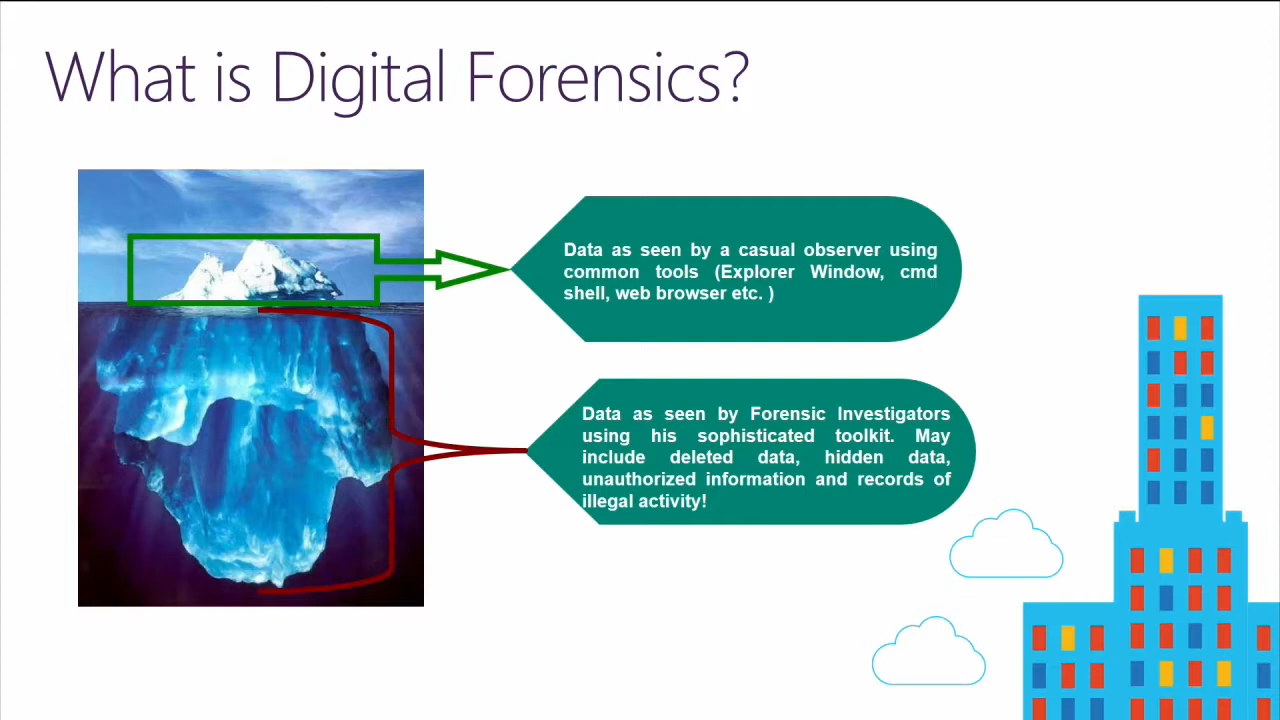 What is Digital Forensics?
Data as seen by a casual observer using
common tools (Explorer Window, cmd
shell, web browser etc. )
Data as seen by Forensic Investigators
using his sophisticated toolkit. May
include deleted data, hidden data,
unauthorized information and records of
illegal activity!